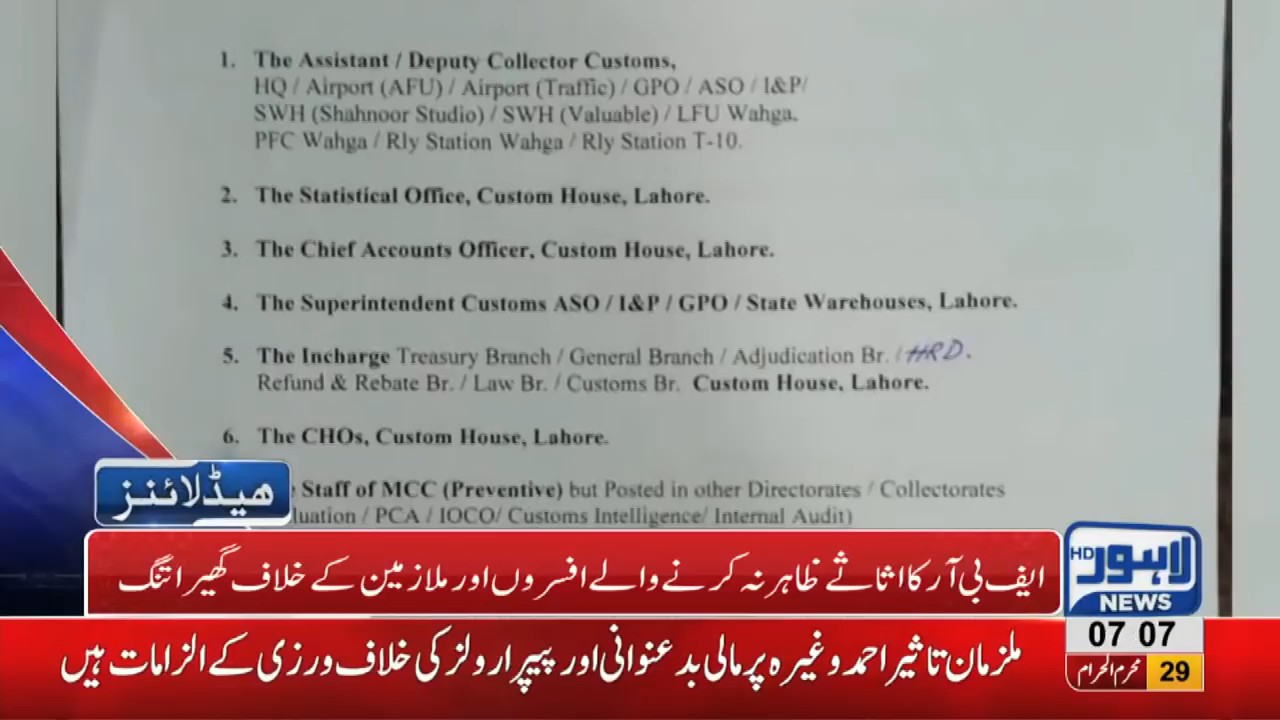 1. The Assistant / Deputy Collector Customs,
HQ / Airport (AFU) / Airport (Traffic) / GPO / ASO / I&P/
SWH (Shahnoor Studio) / SWH (Valuable) / LFU Wahga,
PFC Wahga / Rly Station Wahga / Rly Station T-10.
2. The Statistical Office, Custom House, Lahore.
3. The Chief Accounts Officer, Custom House, Lahore.
4. The Superintendent Customs ASO / I&P / GPO / State Warehouses, Lahore.
5. The Incharge Treasury Branch / General Branch / Adjudication Br. / HRD.
Refund & Rebate Br. / Law Br. / Customs Br. Custom House, Lahore.
6. The CHOs, Custom House, Lahore.
Staff of MCC (Preventive) but Posted in other Directorates / Collectorates
luation / PCA / IOCO/ Customs Intelligence/ Internal Audit)
ھیڈلائنز
ایف بی آر کا اثاثے ظاہر نہ کرنے والے افسروں اور ملازمین کے خلاف گھیرا تنگ
لاہور HD
NEWS
07 07
ملزمان تاثیر احمد وغیرہ پر مالی بدعنوانی اور پیپرا رولز کی خلاف ورزی کے الزامات ہیں
29 محرم الحرام